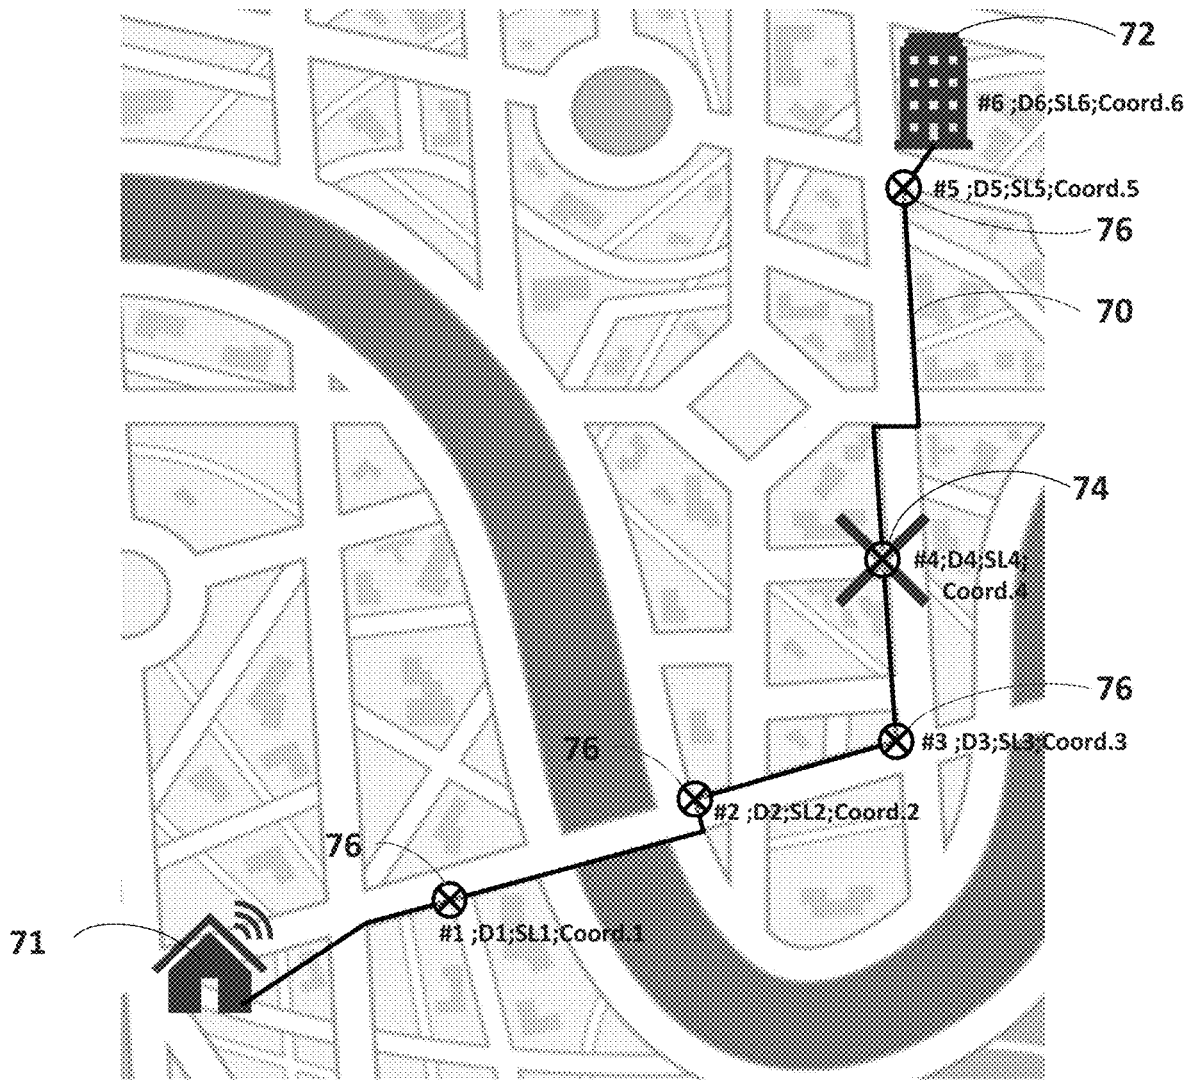 72
#6 ;D6;SL6;Coord.6
#5 ;D5;SL5;Coord.5
76
70
74
#4;D4;SL4;
Coord.4
76
#3 ;D3;SL3;Coord.3
76
#2 ;D2;SL2;Coord.2
76
#1 ;D1;SL1;Coord.1
71